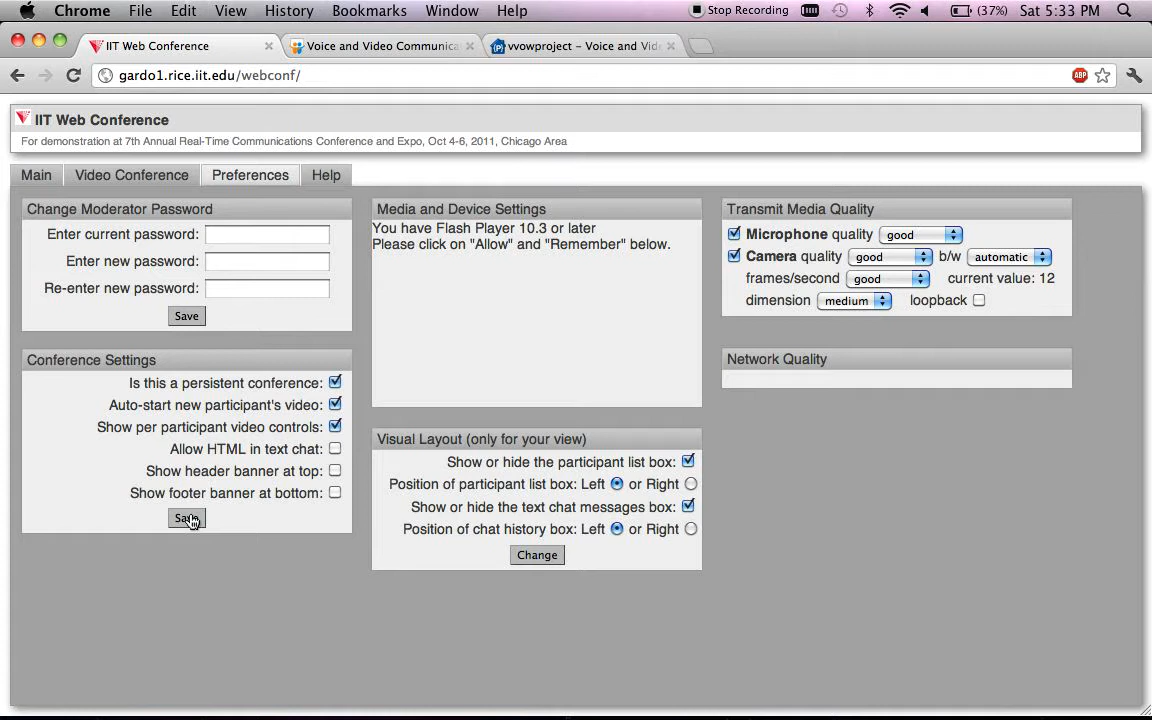 Chrome File Edit View History Bookmarks Window Help Stop Recording (37%) Sat 5:33 PM
IIT Web Conference
Voice and Video Communica
vvowproject – Voice and Vide
gardo1.rice.iit.edu/webconf/
ABP
IIT Web Conference
For demonstration at 7th Annual Real-Time Communications Conference and Expo, Oct 4-6, 2011, Chicago Area
Main Video Conference Preferences Help
Change Moderator Password
Enter current password:
Enter new password:
Re-enter new password:
Save
Conference Settings
Is this a persistent conference:
Auto-start new participant's video:
Show per participant video controls:
Allow HTML in text chat:
Show header banner at top:
Show footer banner at bottom:
Save
Media and Device Settings
You have Flash Player 10.3 or later
Please click on "Allow" and "Remember" below.
Visual Layout (only for your view)
Show or hide the participant list box:
Position of participant list box: Left or Right
Show or hide the text chat messages box:
Position of chat history box: Left or Right
Change
Transmit Media Quality
Microphone quality good
Camera quality good b/w automatic
frames/second good current value: 12
dimension medium loopback
Network Quality